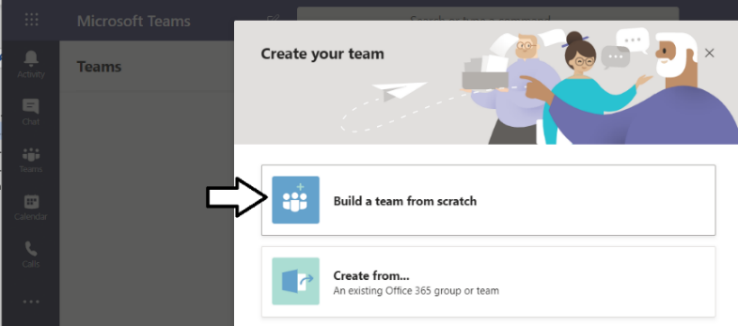 Microsoft Teams
Create your team
Teams
Activity
Chat
Teams
Calendar
Calls
Build a team from scratch
Create from...
An existing Office 365 group or team